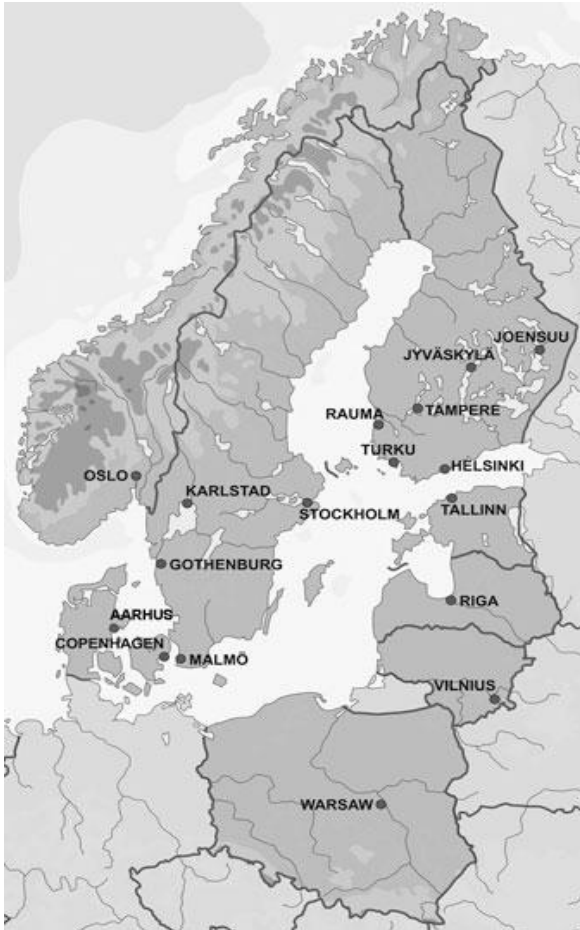 JOENSUU
JYVÄSKYLÄ
RAUMA
TAMPERE
TURKU
HELSINKI
OSLO
KARLSTAD
STOCKHOLM
TALLINN
GOTHENBURG
RIGA
AARHUS
COPENHAGEN
MALMÖ
VILNIUS
WARSAW